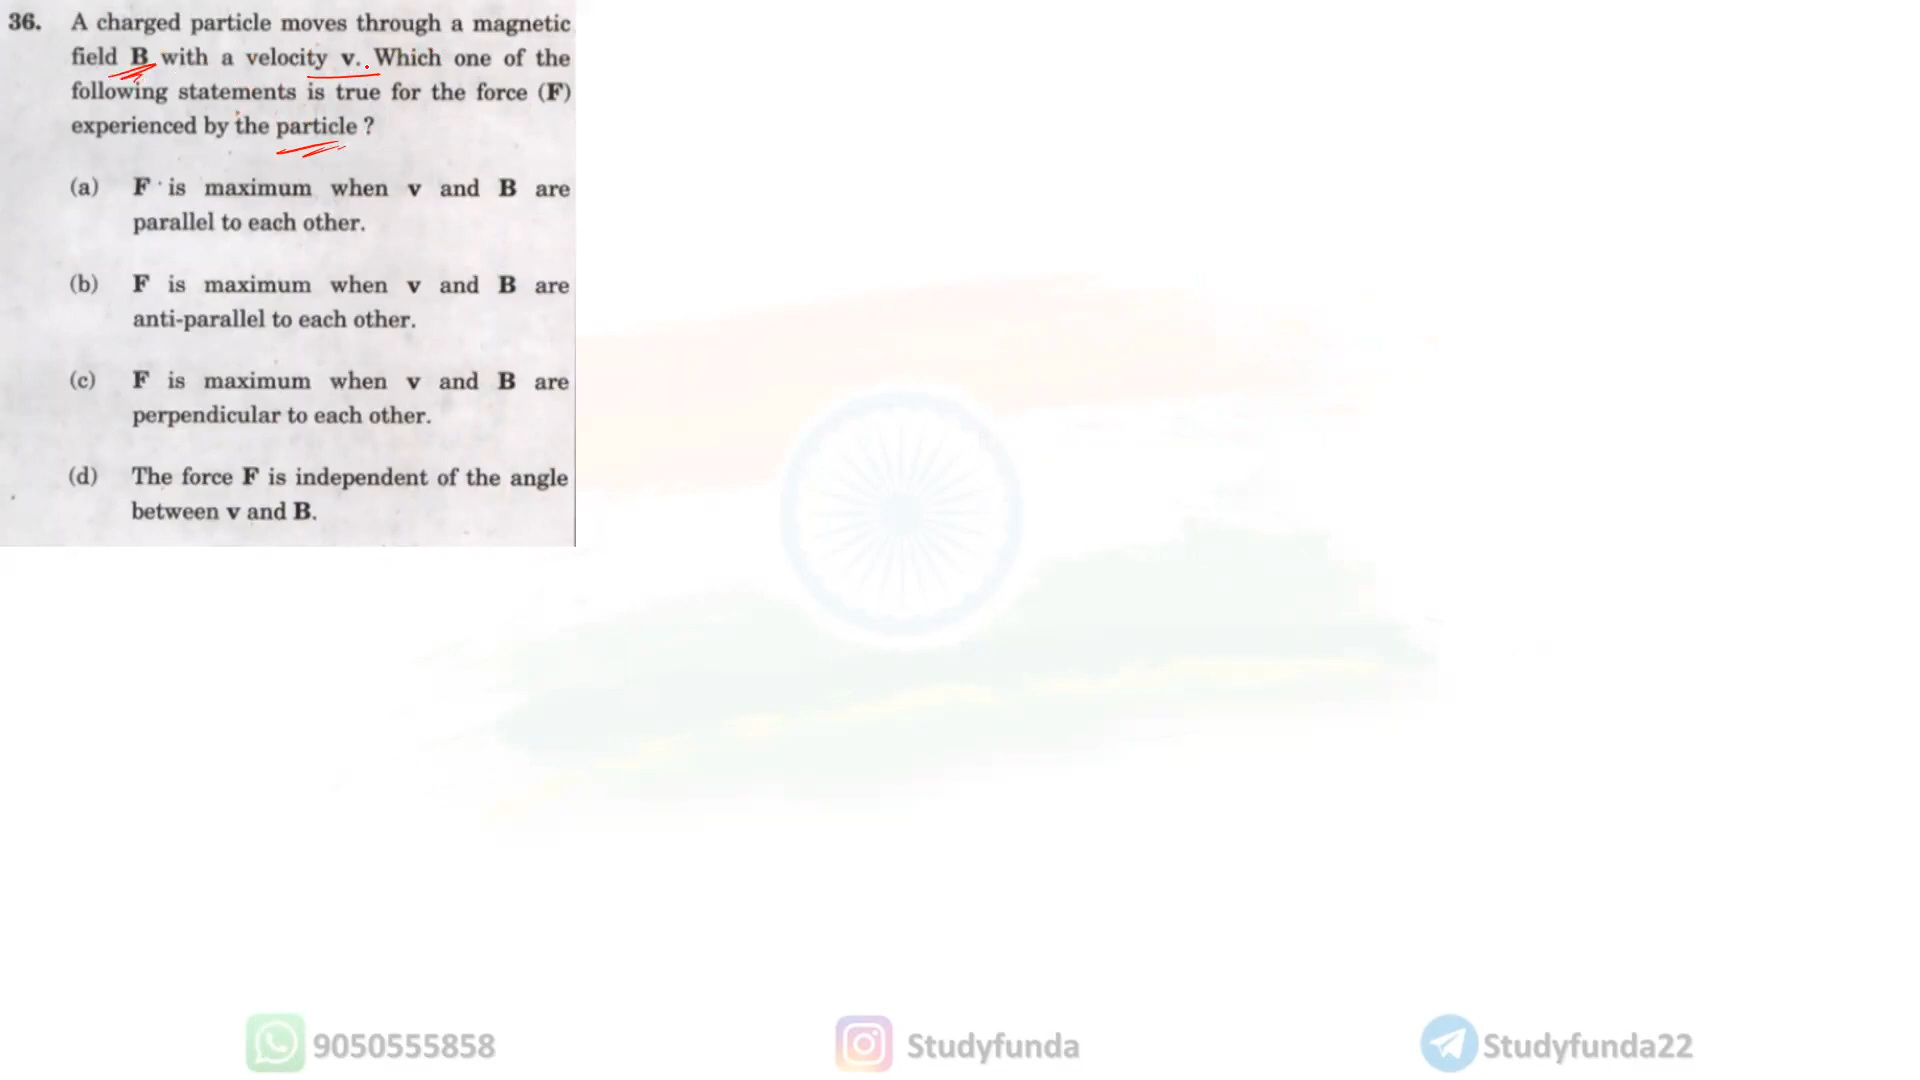 36. A charged particle moves through a magnetic
field B with a velocity v. Which one of the
following statements is true for the force (F)
experienced by the particle ?
(a) F is maximum when v and B are
parallel to each other.
(b) F is maximum when v and B are
anti-parallel to each other.
(c) F is maximum when v and B are
perpendicular to each other.
(d) The force F is independent of the angle
between v and B.
9050555858
Studyfunda
Studyfunda22